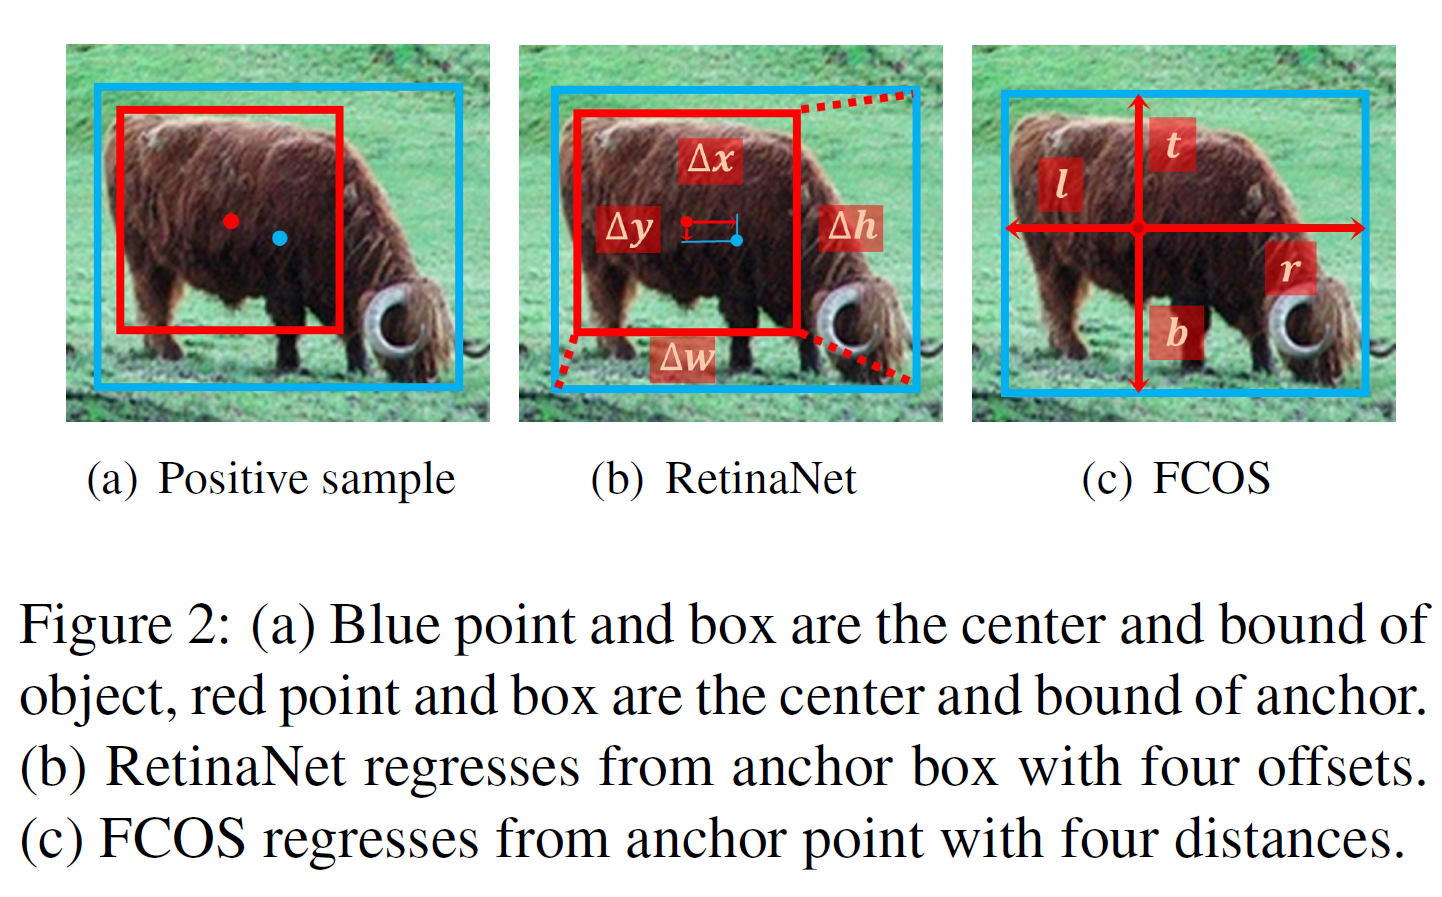 Δx
Δy
Δh
Δw
t
l
r
b
(a) Positive sample
(b) RetinaNet
(c) FCOS
Figure 2: (a) Blue point and box are the center and bound of
object, red point and box are the center and bound of anchor.
(b) RetinaNet regresses from anchor box with four offsets.
(c) FCOS regresses from anchor point with four distances.